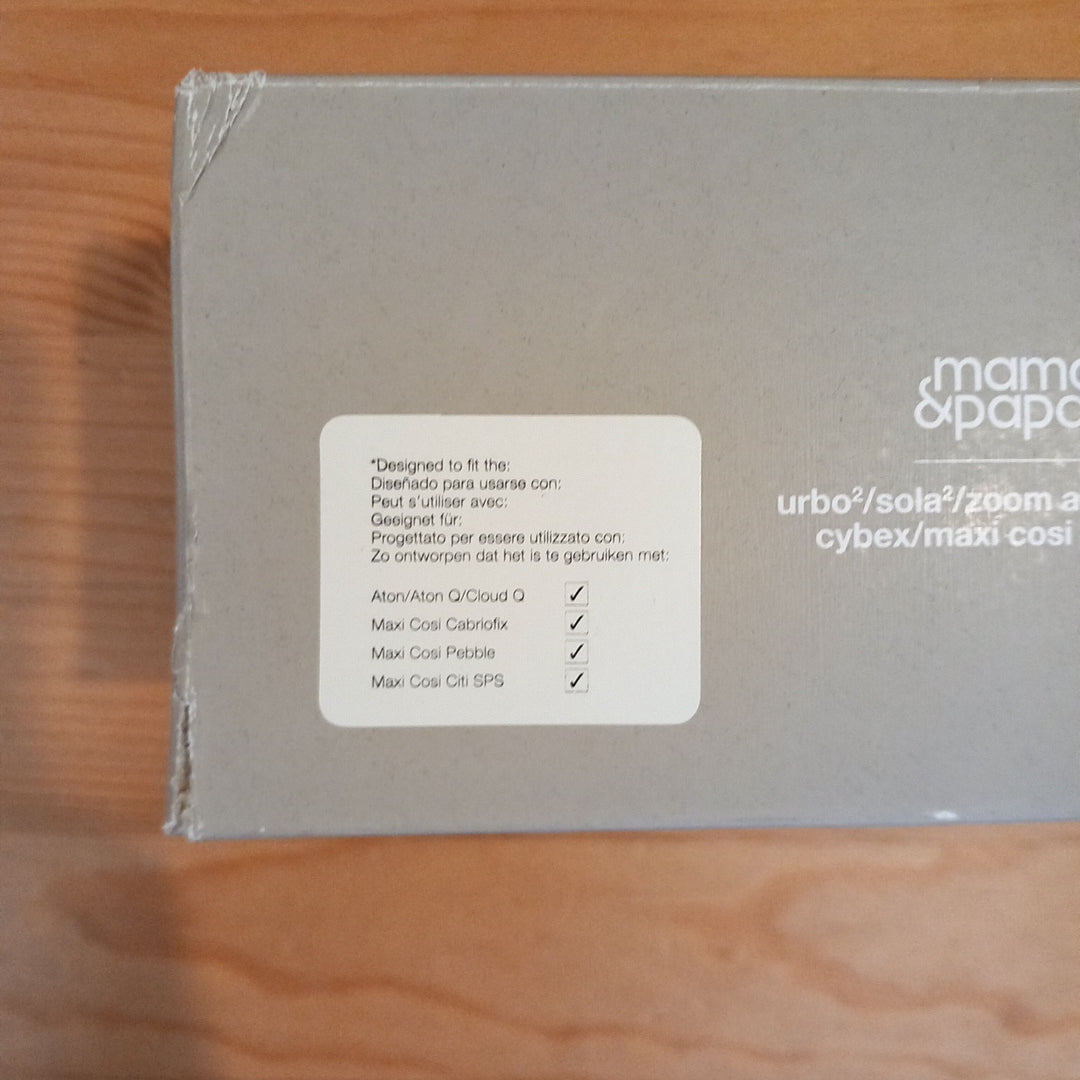 *Designed to fit the:
Diseñado para usarse con:
Peut s'utiliser avec:
Geeignet für:
Progettato per essere utilizzato con:
Zo ontworpen dat het is te gebruiken met:
Aton/Aton Q/Cloud Q ✓
Maxi Cosi Cabriofix ✓
Maxi Cosi Pebble ✓
Maxi Cosi Citi SPS ✓
mama
&papa
urbo²/sola²/zoom a
cybex/maxi cosi